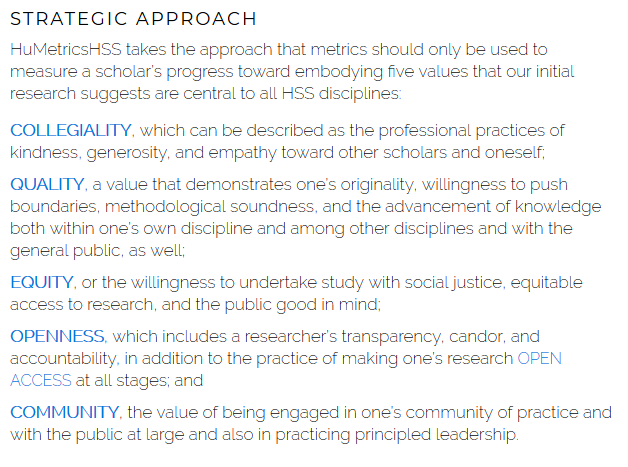 STRATEGIC APPROACH
HuMetricsHSS takes the approach that metrics should only be used to
measure a scholar's progress toward embodying five values that our initial
research suggests are central to all HSS disciplines:
COLLEGIALITY, which can be described as the professional practices of
kindness, generosity, and empathy toward other scholars and oneself;
QUALITY, a value that demonstrates one's originality, willingness to push
boundaries, methodological soundness, and the advancement of knowledge
both within one's own discipline and among other disciplines and with the
general public, as well;
EQUITY, or the willingness to undertake study with social justice, equitable
access to research, and the public good in mind;
OPENNESS, which includes a researcher's transparency, candor, and
accountability, in addition to the practice of making one's research OPEN
ACCESS at all stages; and
COMMUNITY, the value of being engaged in one's community of practice and
with the public at large and also in practicing principled leadership.